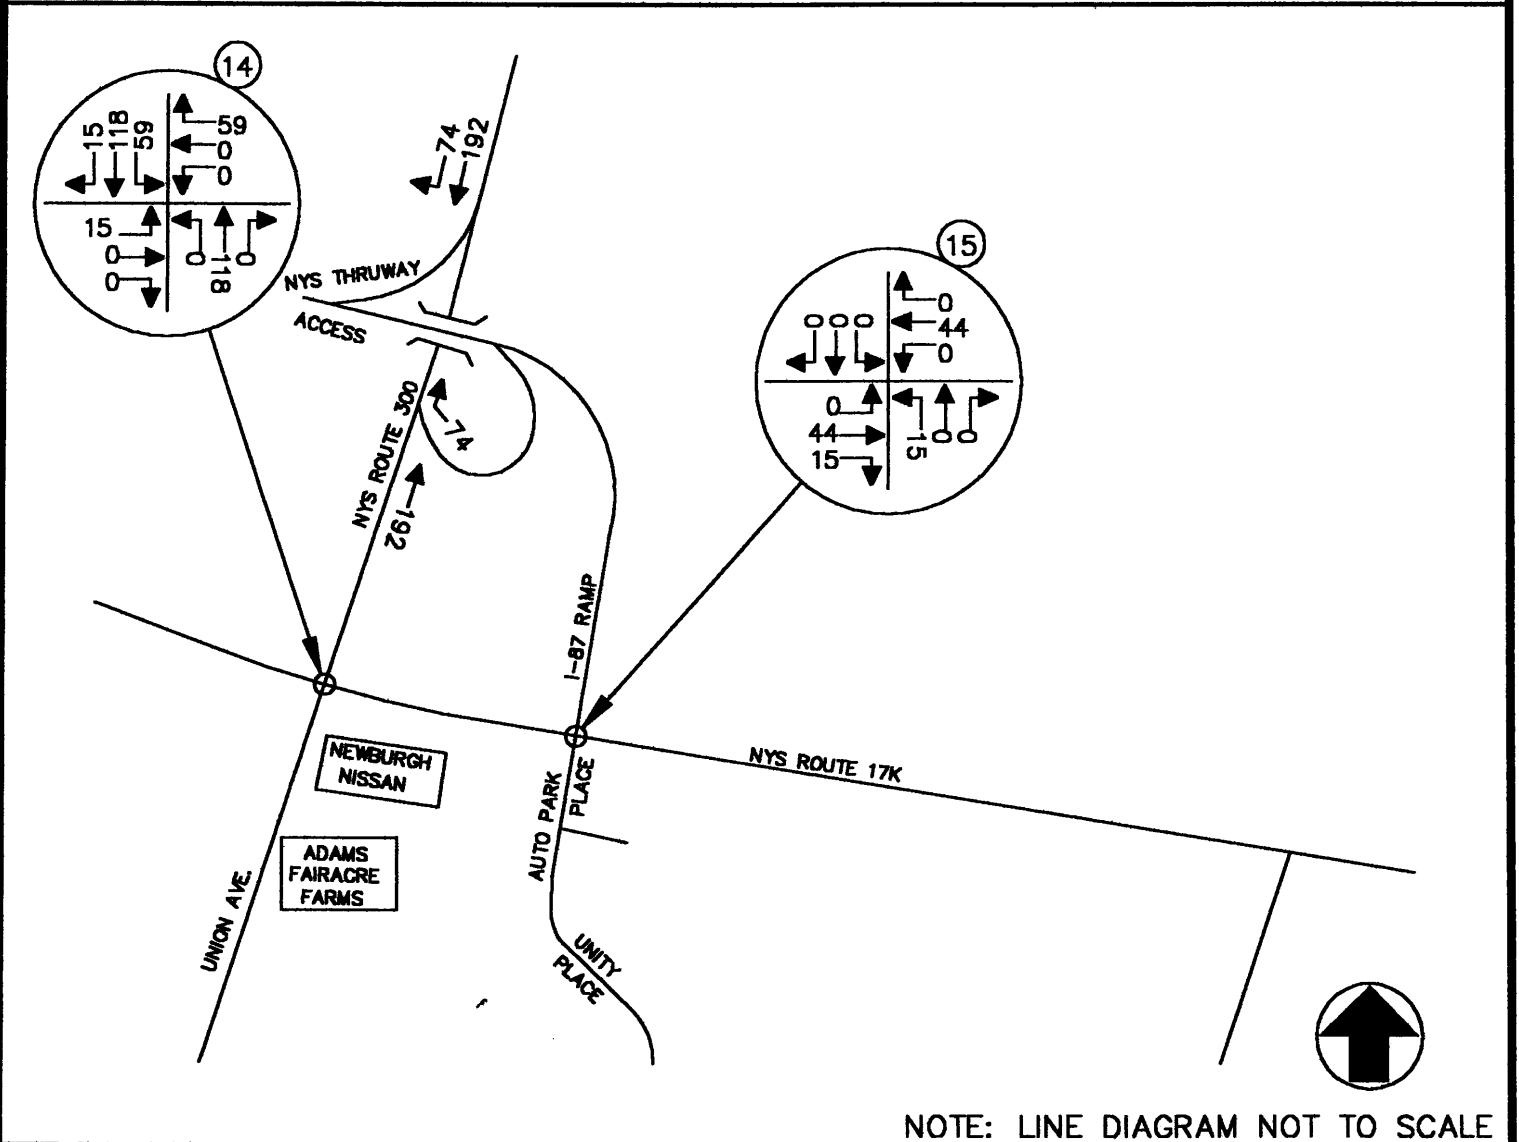 14
15
118
59
59
0
0
15
0
0
0
118
0
74
192
NYS THRUWAY
ACCESS
NYS ROUTE 300
74
192
15
0
0
0
0
44
0
0
44
15
15
0
0
I-87 RAMP
NEWBURGH
NISSAN
ADAMS
FAIRACRE
FARMS
UNION AVE.
AUTO PARK
PLACE
UNITY
PLACE
NYS ROUTE 17K
NOTE: LINE DIAGRAM NOT TO SCALE